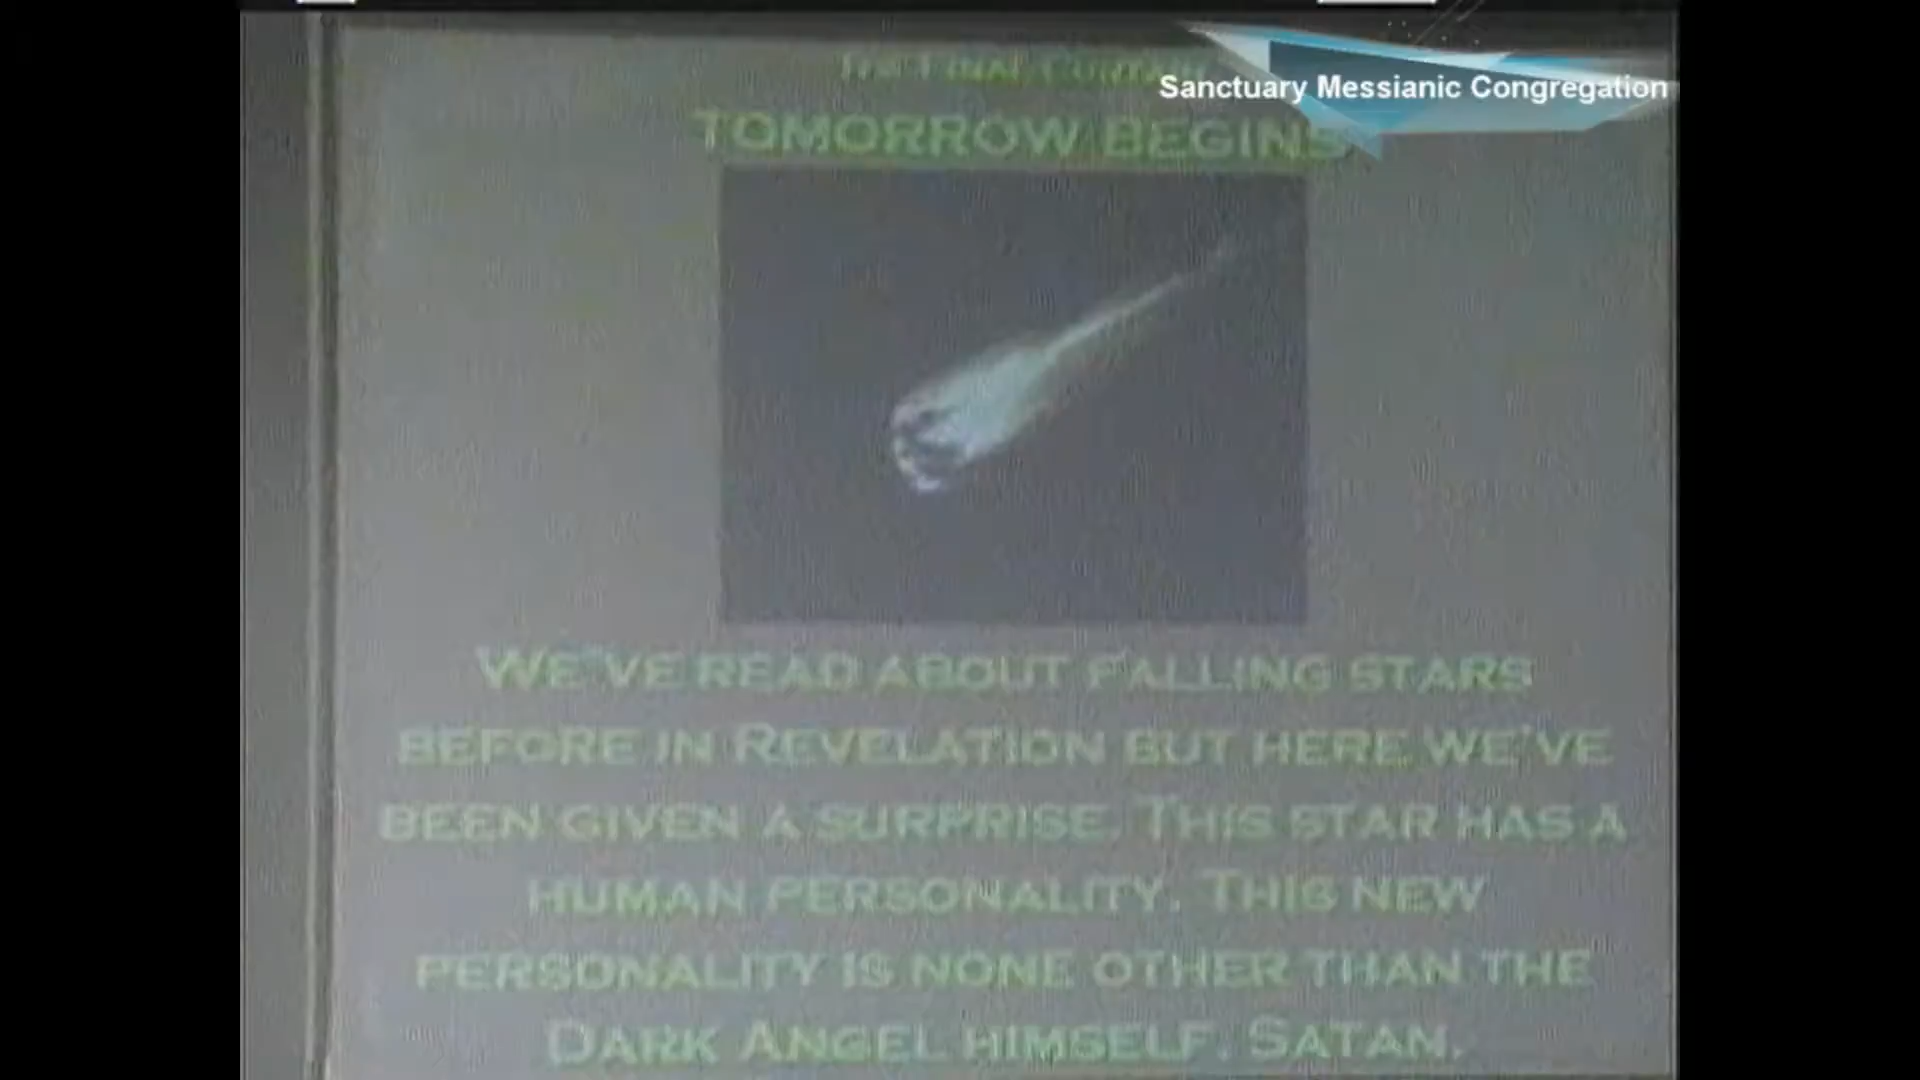 THE FINAL
Sanctuary Messianic Congregation
TOMORROW BEGINS
WE'VE READ ABOUT FALLING STARS
BEFORE IN REVELATION BUT HERE WE'VE
BEEN GIVEN A SURPRISE. THIS STAR HAS A
HUMAN PERSONALITY. THIS NEW
PERSONALITY IS NONE OTHER THAN THE
DARK ANGEL HIMSELF, SATAN.